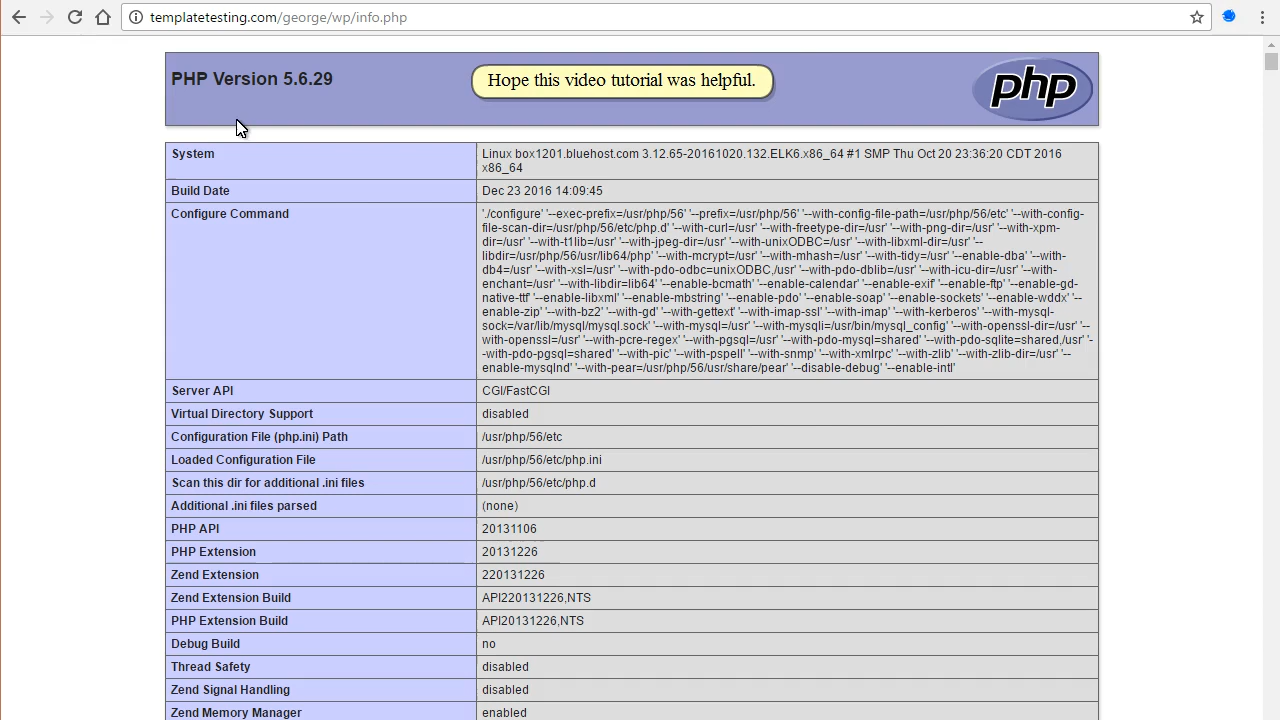 templatetesting.com/george/wp/info.php
PHP Version 5.6.29
Hope this video tutorial was helpful.
php
System
Linux box1201.bluehost.com 3.12.65-20161020.132.ELK6.x86_64 #1 SMP Thu Oct 20 23:36:20 CDT 2016
x86_64
Build Date
Dec 23 2016 14:09:45
Configure Command
'./configure' '--exec-prefix=/usr/php/56' '--prefix=/usr/php/56' '--with-config-file-path=/usr/php/56/etc' '--with-config-
file-scan-dir=/usr/php/56/etc/php.d' '--with-curl=/usr' '--with-freetype-dir=/usr' '--with-png-dir=/usr' '--with-xpm-
dir=/usr' '--with-t1lib=/usr' '--with-jpeg-dir=/usr' '--with-unixODBC=/usr' '--with-libxml-dir=/usr' '--
libdir=/usr/php/56/usr/lib64/php' '--with-mcrypt=/usr' '--with-mhash=/usr' '--with-tidy=/usr' '--enable-dba' '--with-
db4=/usr' '--with-xsl=/usr' '--with-pdo-odbc=unixODBC,/usr' '--with-pdo-dblib=/usr' '--with-icu-dir=/usr' '--with-
enchant=/usr' '--with-libdir=lib64' '--enable-bcmath' '--enable-calendar' '--enable-exif' '--enable-ftp' '--enable-gd-
native-ttf' '--enable-libxml' '--enable-mbstring' '--enable-pdo' '--enable-soap' '--enable-sockets' '--enable-wddx' '--
enable-zip' '--with-bz2' '--with-gd' '--with-gettext' '--with-imap-ssl' '--with-imap' '--with-kerberos' '--with-mysql-
sock=/var/lib/mysql/mysql.sock' '--with-mysql=/usr' '--with-mysqli=/usr/bin/mysql_config' '--with-openssl-dir=/usr' '--
with-openssl=/usr' '--with-pcre-regex' '--with-pgsql=/usr' '--with-pdo-mysql=shared' '--with-pdo-sqlite=shared,/usr' '-
-with-pdo-pgsql=shared' '--with-pic' '--with-pspell' '--with-snmp' '--with-xmlrpc' '--with-zlib' '--with-zlib-dir=/usr' '--
enable-mysqlnd' '--with-pear=/usr/php/56/usr/share/pear' '--disable-debug' '--enable-intl'
Server API
CGI/FastCGI
Virtual Directory Support
disabled
Configuration File (php.ini) Path
/usr/php/56/etc
Loaded Configuration File
/usr/php/56/etc/php.ini
Scan this dir for additional .ini files
/usr/php/56/etc/php.d
Additional .ini files parsed
(none)
PHP API
20131106
PHP Extension
20131226
Zend Extension
220131226
Zend Extension Build
API220131226,NTS
PHP Extension Build
API20131226,NTS
Debug Build
no
Thread Safety
disabled
Zend Signal Handling
disabled
Zend Memory Manager
enabled